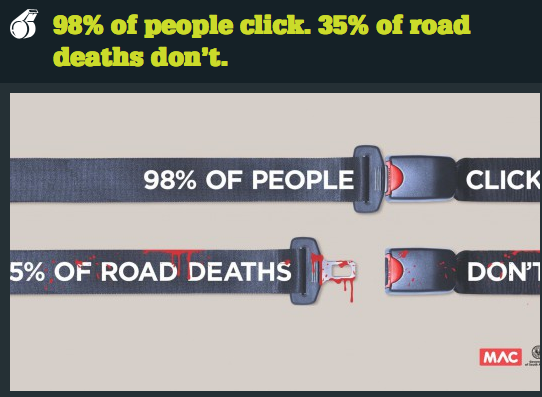 98% of people click. 35% of road
deaths don't.
98% OF PEOPLE CLICK
5% OF ROAD DEATHS DON'T
MAC